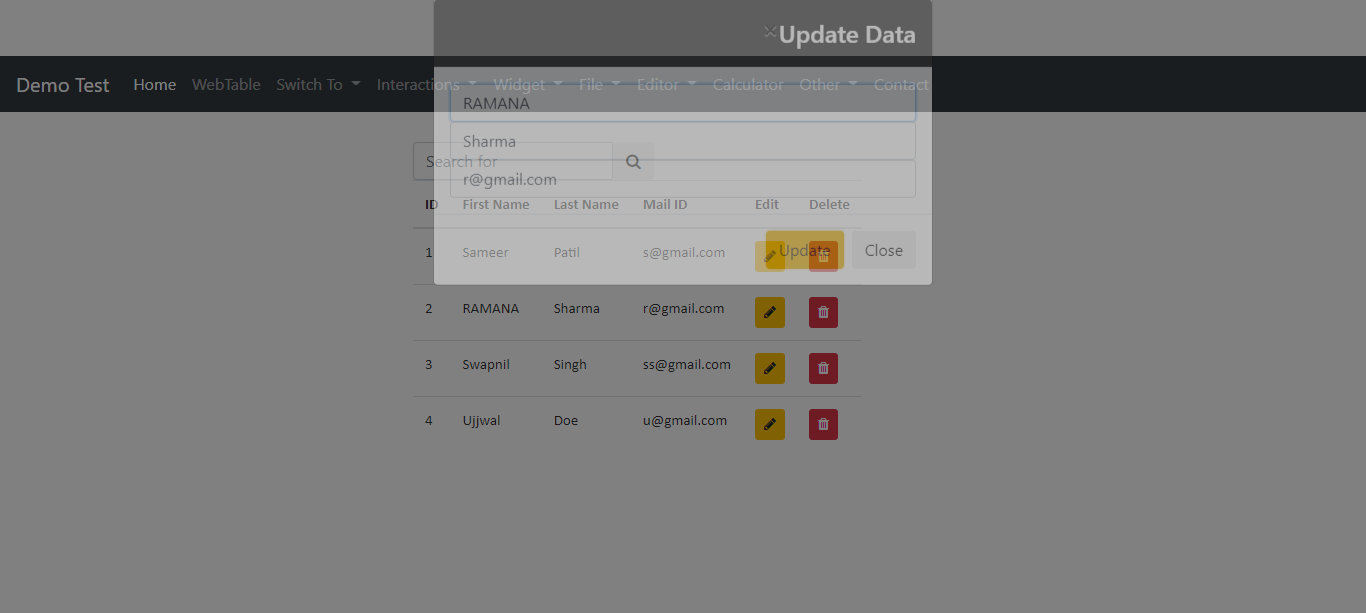 × Update Data
Demo Test Home WebTable Switch To Interactions Widget File Editor Calculator Other Contact
RAMANA
Sharma
Search for
r@gmail.com
ID First Name Last Name Mail ID Edit Delete
1 Sameer Patil s@gmail.com
Update Close
2 RAMANA Sharma r@gmail.com
3 Swapnil Singh ss@gmail.com
4 Ujjwal Doe u@gmail.com